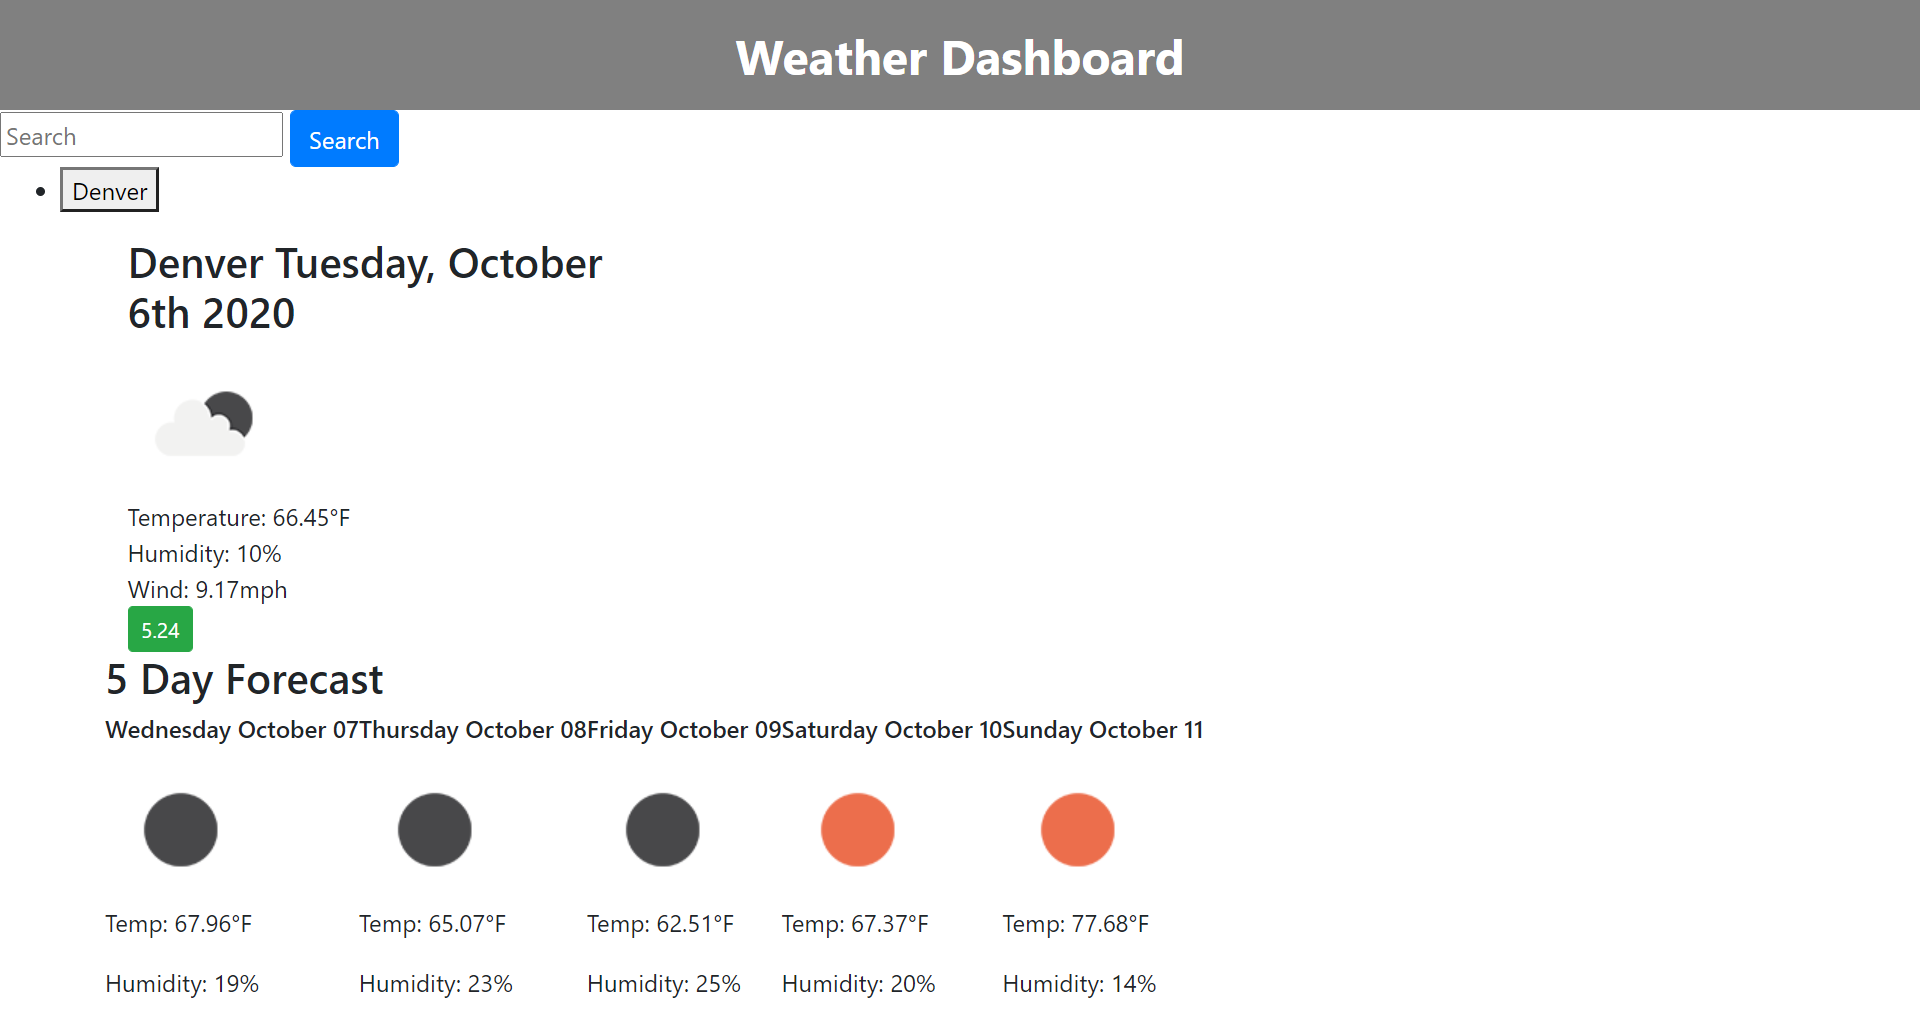 Weather Dashboard
Search Search
Denver
Denver Tuesday, October
6th 2020
Temperature: 66.45°F
Humidity: 10%
Wind: 9.17mph
5.24
5 Day Forecast
Wednesday October 07Thursday October 08Friday October 09Saturday October 10Sunday October 11
Temp: 67.96°F Temp: 65.07°F Temp: 62.51°F Temp: 67.37°F Temp: 77.68°F
Humidity: 19% Humidity: 23% Humidity: 25% Humidity: 20% Humidity: 14%